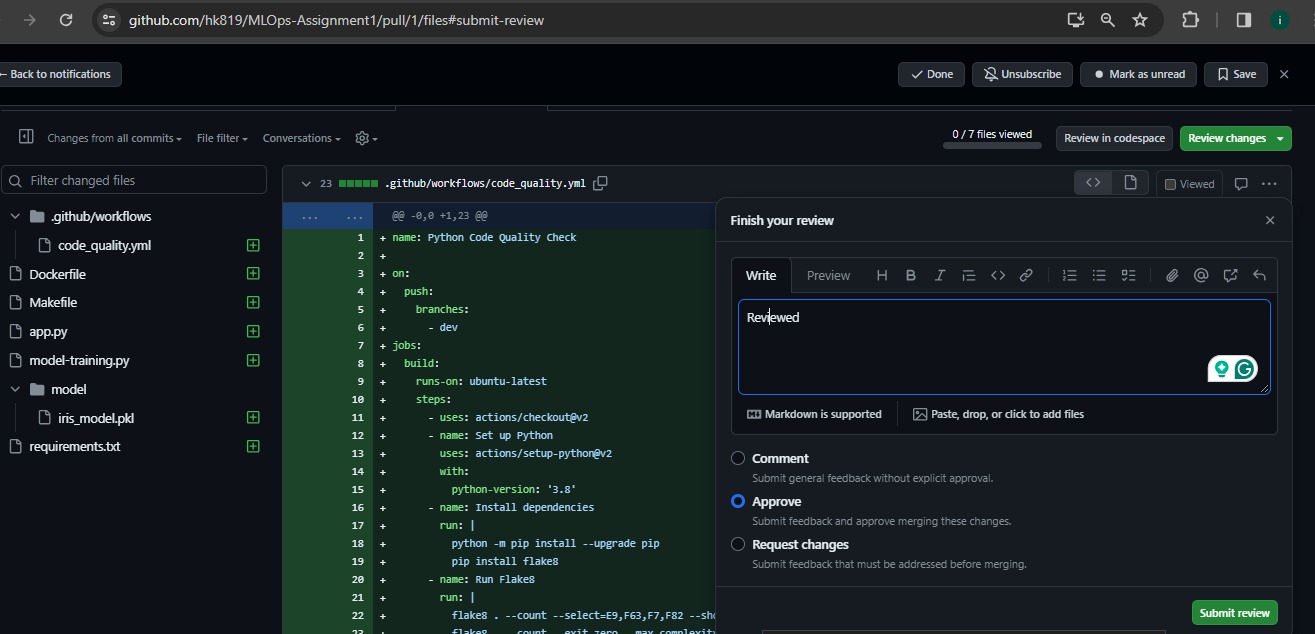 github.com/hk819/MLOps-Assignment1/pull/1/files#submit-review
i
← Back to notifications
Done
Unsubscribe
Mark as unread
Save
Changes from all commits
File filter
Conversations
0 / 7 files viewed
Review in codespace
Review changes
Filter changed files
.github/workflows
code_quality.yml
Dockerfile
Makefile
app.py
model-training.py
model
iris_model.pkl
requirements.txt
23 .github/workflows/code_quality.yml
Viewed
... ... @@ -0,0 +1,23 @@
1 + name: Python Code Quality Check
2 +
3 + on:
4 + push:
5 + branches:
6 + - dev
7 + jobs:
8 + build:
9 + runs-on: ubuntu-latest
10 + steps:
11 + - uses: actions/checkout@v2
12 + - name: Set up Python
13 + uses: actions/setup-python@v2
14 + with:
15 + python-version: '3.8'
16 + - name: Install dependencies
17 + run: |
18 + python -m pip install --upgrade pip
19 + pip install flake8
20 + - name: Run Flake8
21 + run: |
22 + flake8 . --count --select=E9,F63,F7,F82 --sho
23 + flake8 . --count --exit-zero --max-complexity
Finish your review
Write
Preview
Reviewed
Markdown is supported
Paste, drop, or click to add files
Comment
Submit general feedback without explicit approval.
Approve
Submit feedback and approve merging these changes.
Request changes
Submit feedback that must be addressed before merging.
Submit review